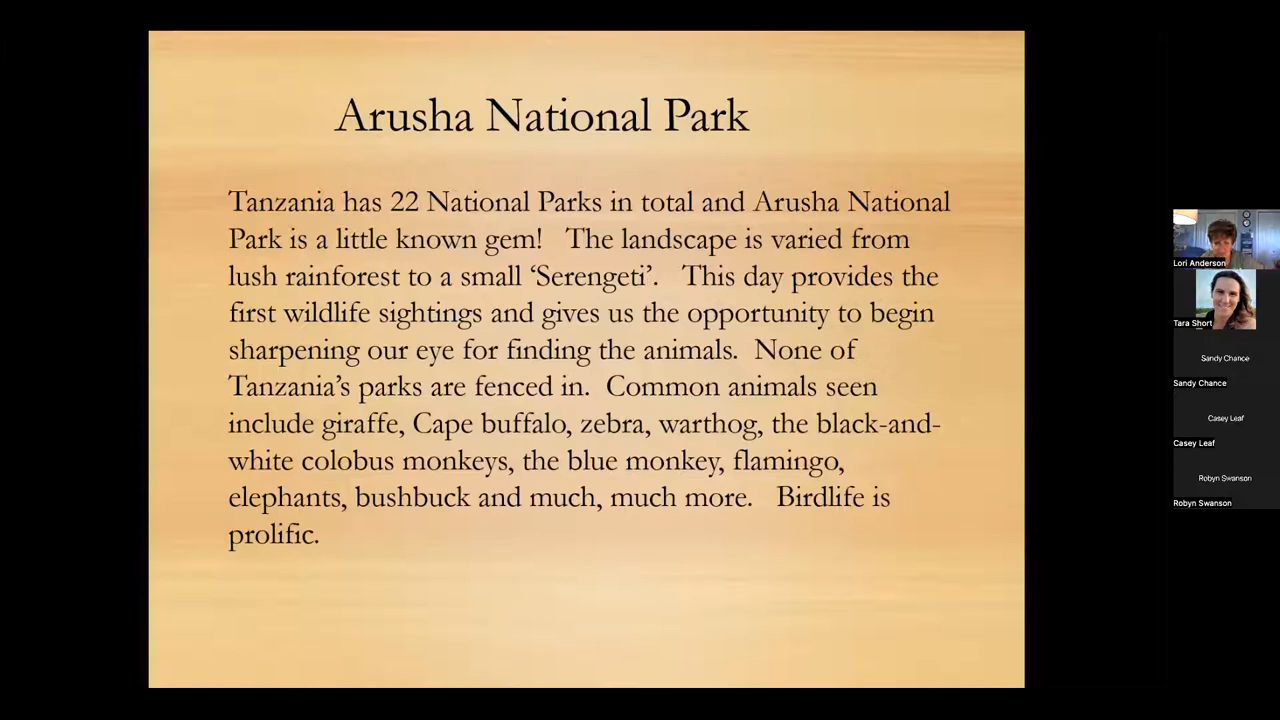 Arusha National Park
Tanzania has 22 National Parks in total and Arusha National
Park is a little known gem! The landscape is varied from
lush rainforest to a small ‘Serengeti’. This day provides the
first wildlife sightings and gives us the opportunity to begin
sharpening our eye for finding the animals. None of
Tanzania’s parks are fenced in. Common animals seen
include giraffe, Cape buffalo, zebra, warthog, the black-and-
white colobus monkeys, the blue monkey, flamingo,
elephants, bushbuck and much, much more. Birdlife is
prolific.
Lori Anderson
Tara Short
Sandy Chance
Sandy Chance
Casey Leaf
Casey Leaf
Robyn Swanson
Robyn Swanson